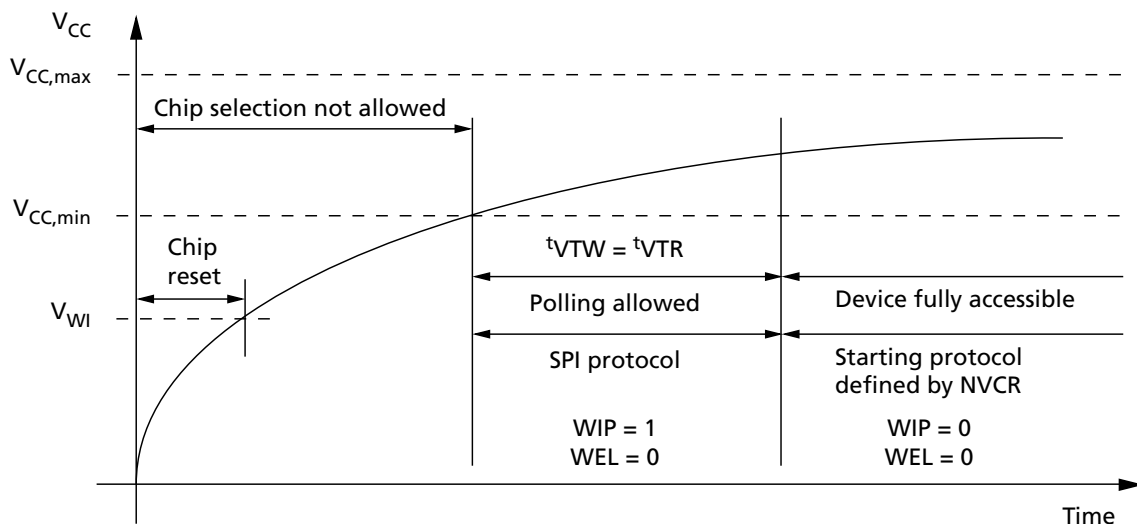 VCC
VCC,max
Chip selection not allowed
VCC,min
Chip
reset
tVTW = tVTR
Polling allowed
Device fully accessible
VWI
SPI protocol
Starting protocol
defined by NVCR
WIP = 1
WEL = 0
WIP = 0
WEL = 0
Time